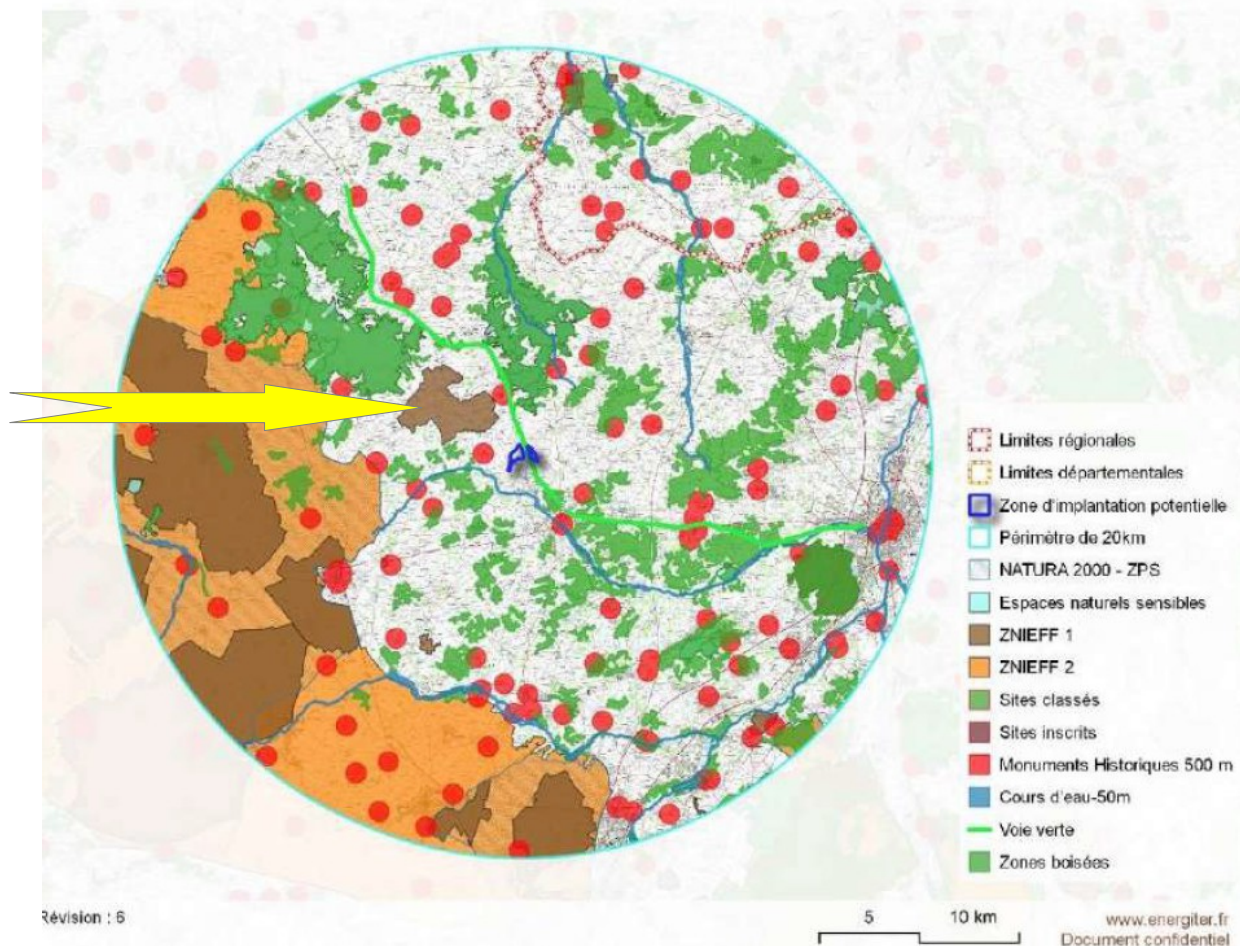 Limites régionales
Limites départementales
Zone d'implantation potentielle
Périmètre de 20km
NATURA 2000 - ZPS
Espaces naturels sensibles
ZNIEFF 1
ZNIEFF 2
Sites classés
Sites inscrits
Monuments Historiques 500 m
Cours d'eau-50m
Voie verte
Zones boisées
Révision : 6
5 10 km
www.energiter.fr
Document confidentiel